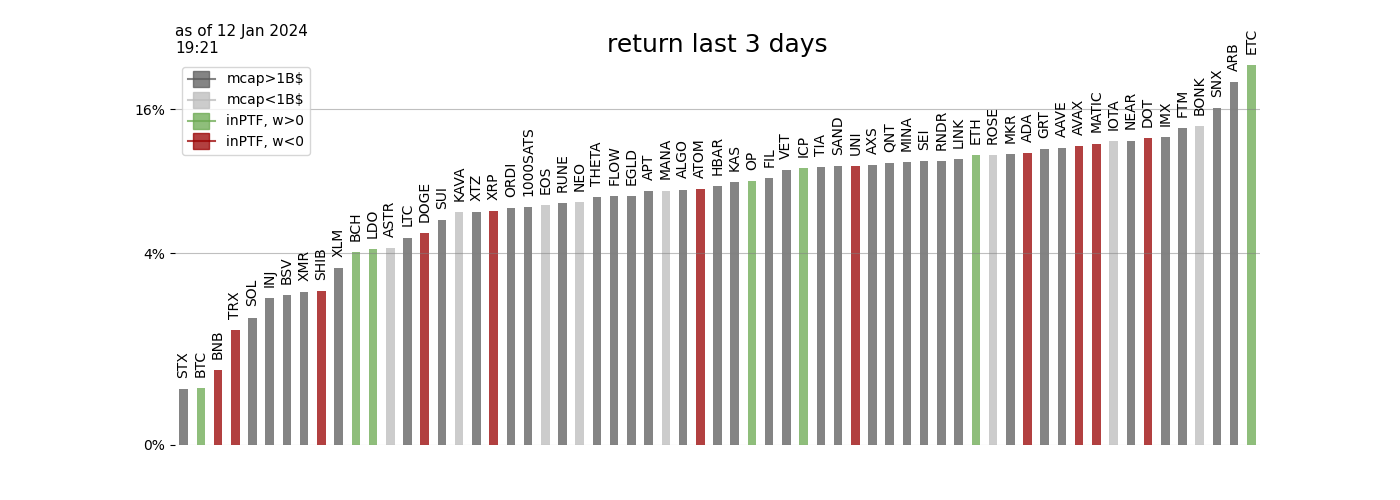 as of 12 Jan 2024
19:21
return last 3 days
mcap>1B$
mcap<1B$
inPTF, w>0
inPTF, w<0
16%
4%
0%
STX
BTC
BNB
TRX
SOL
INJ
BSV
XMR
SHIB
XLM
BCH
LDO
ASTR
LTC
DOGE
SUI
KAVA
XTZ
XRP
ORDI
1000SATS
EOS
RUNE
NEO
THETA
FLOW
EGLD
APT
MANA
ALGO
ATOM
HBAR
KAS
OP
FIL
VET
ICP
TIA
SAND
UNI
AXS
QNT
MINA
SEI
RNDR
LINK
ETH
ROSE
MKR
ADA
GRT
AAVE
AVAX
MATIC
IOTA
NEAR
DOT
IMX
FTM
BONK
SNX
ARB
ETC